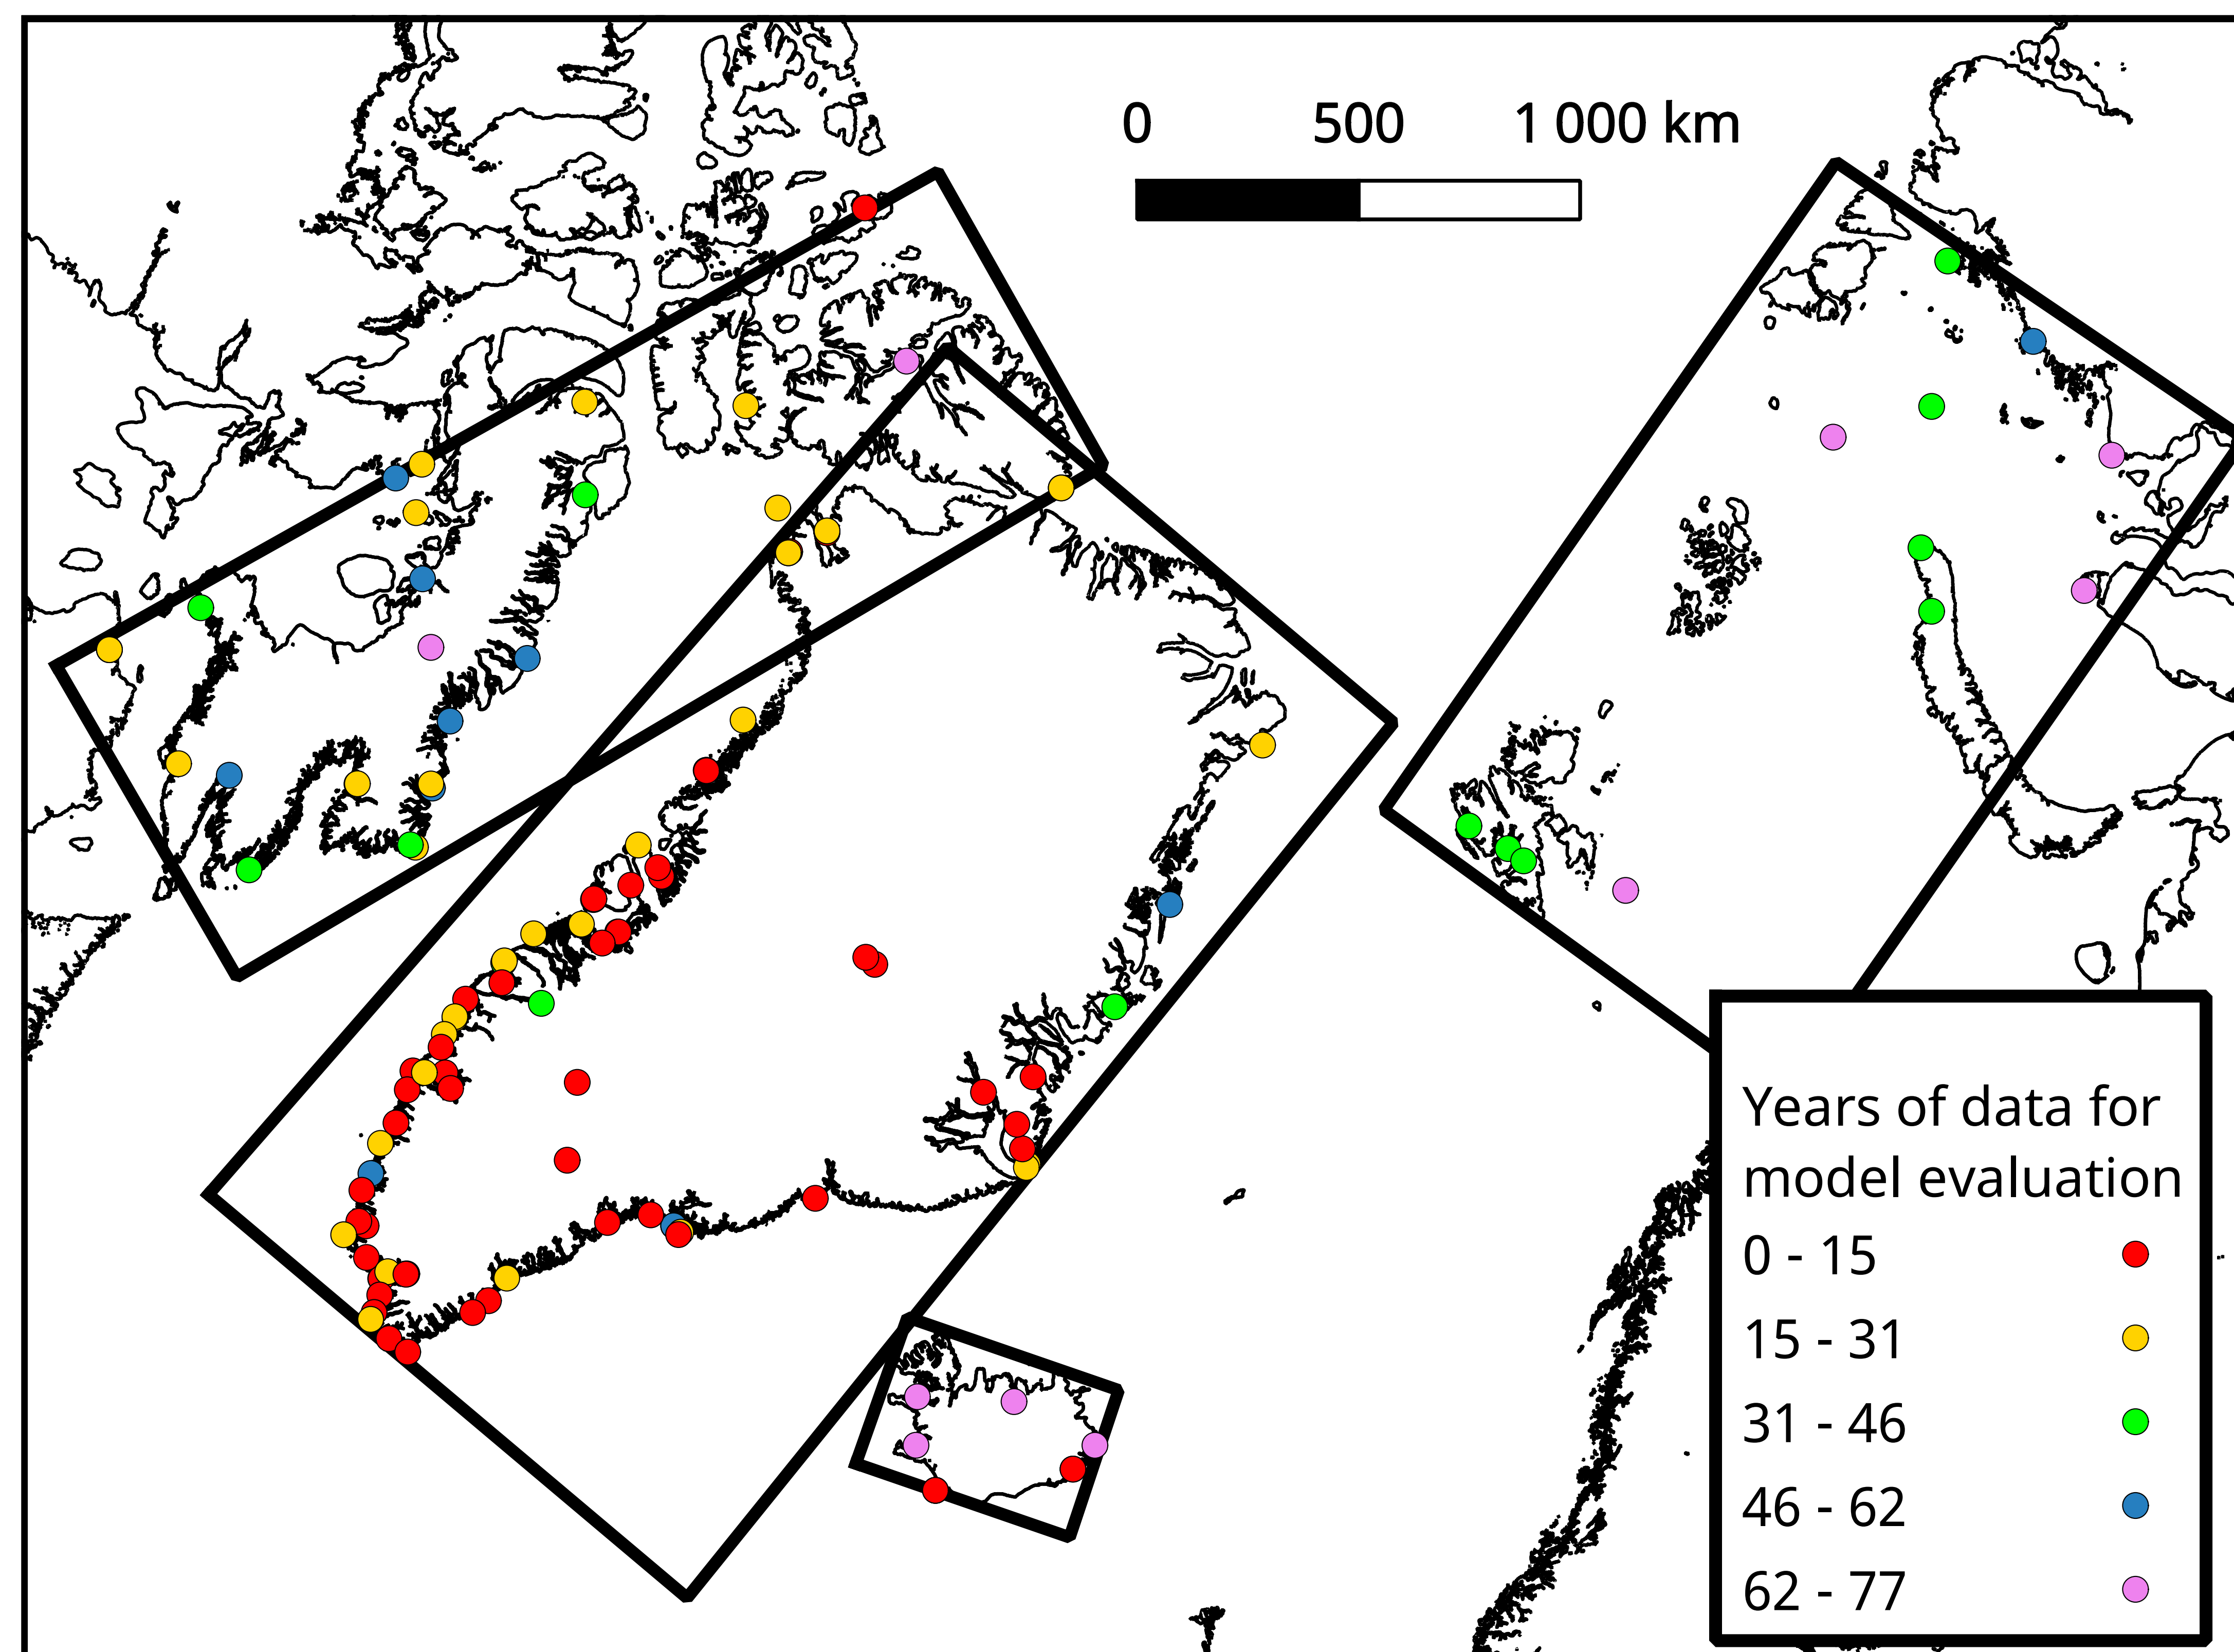 0 500 1 000 km
Years of data for
model evaluation
0 - 15
15 - 31
31 - 46
46 - 62
62 - 77